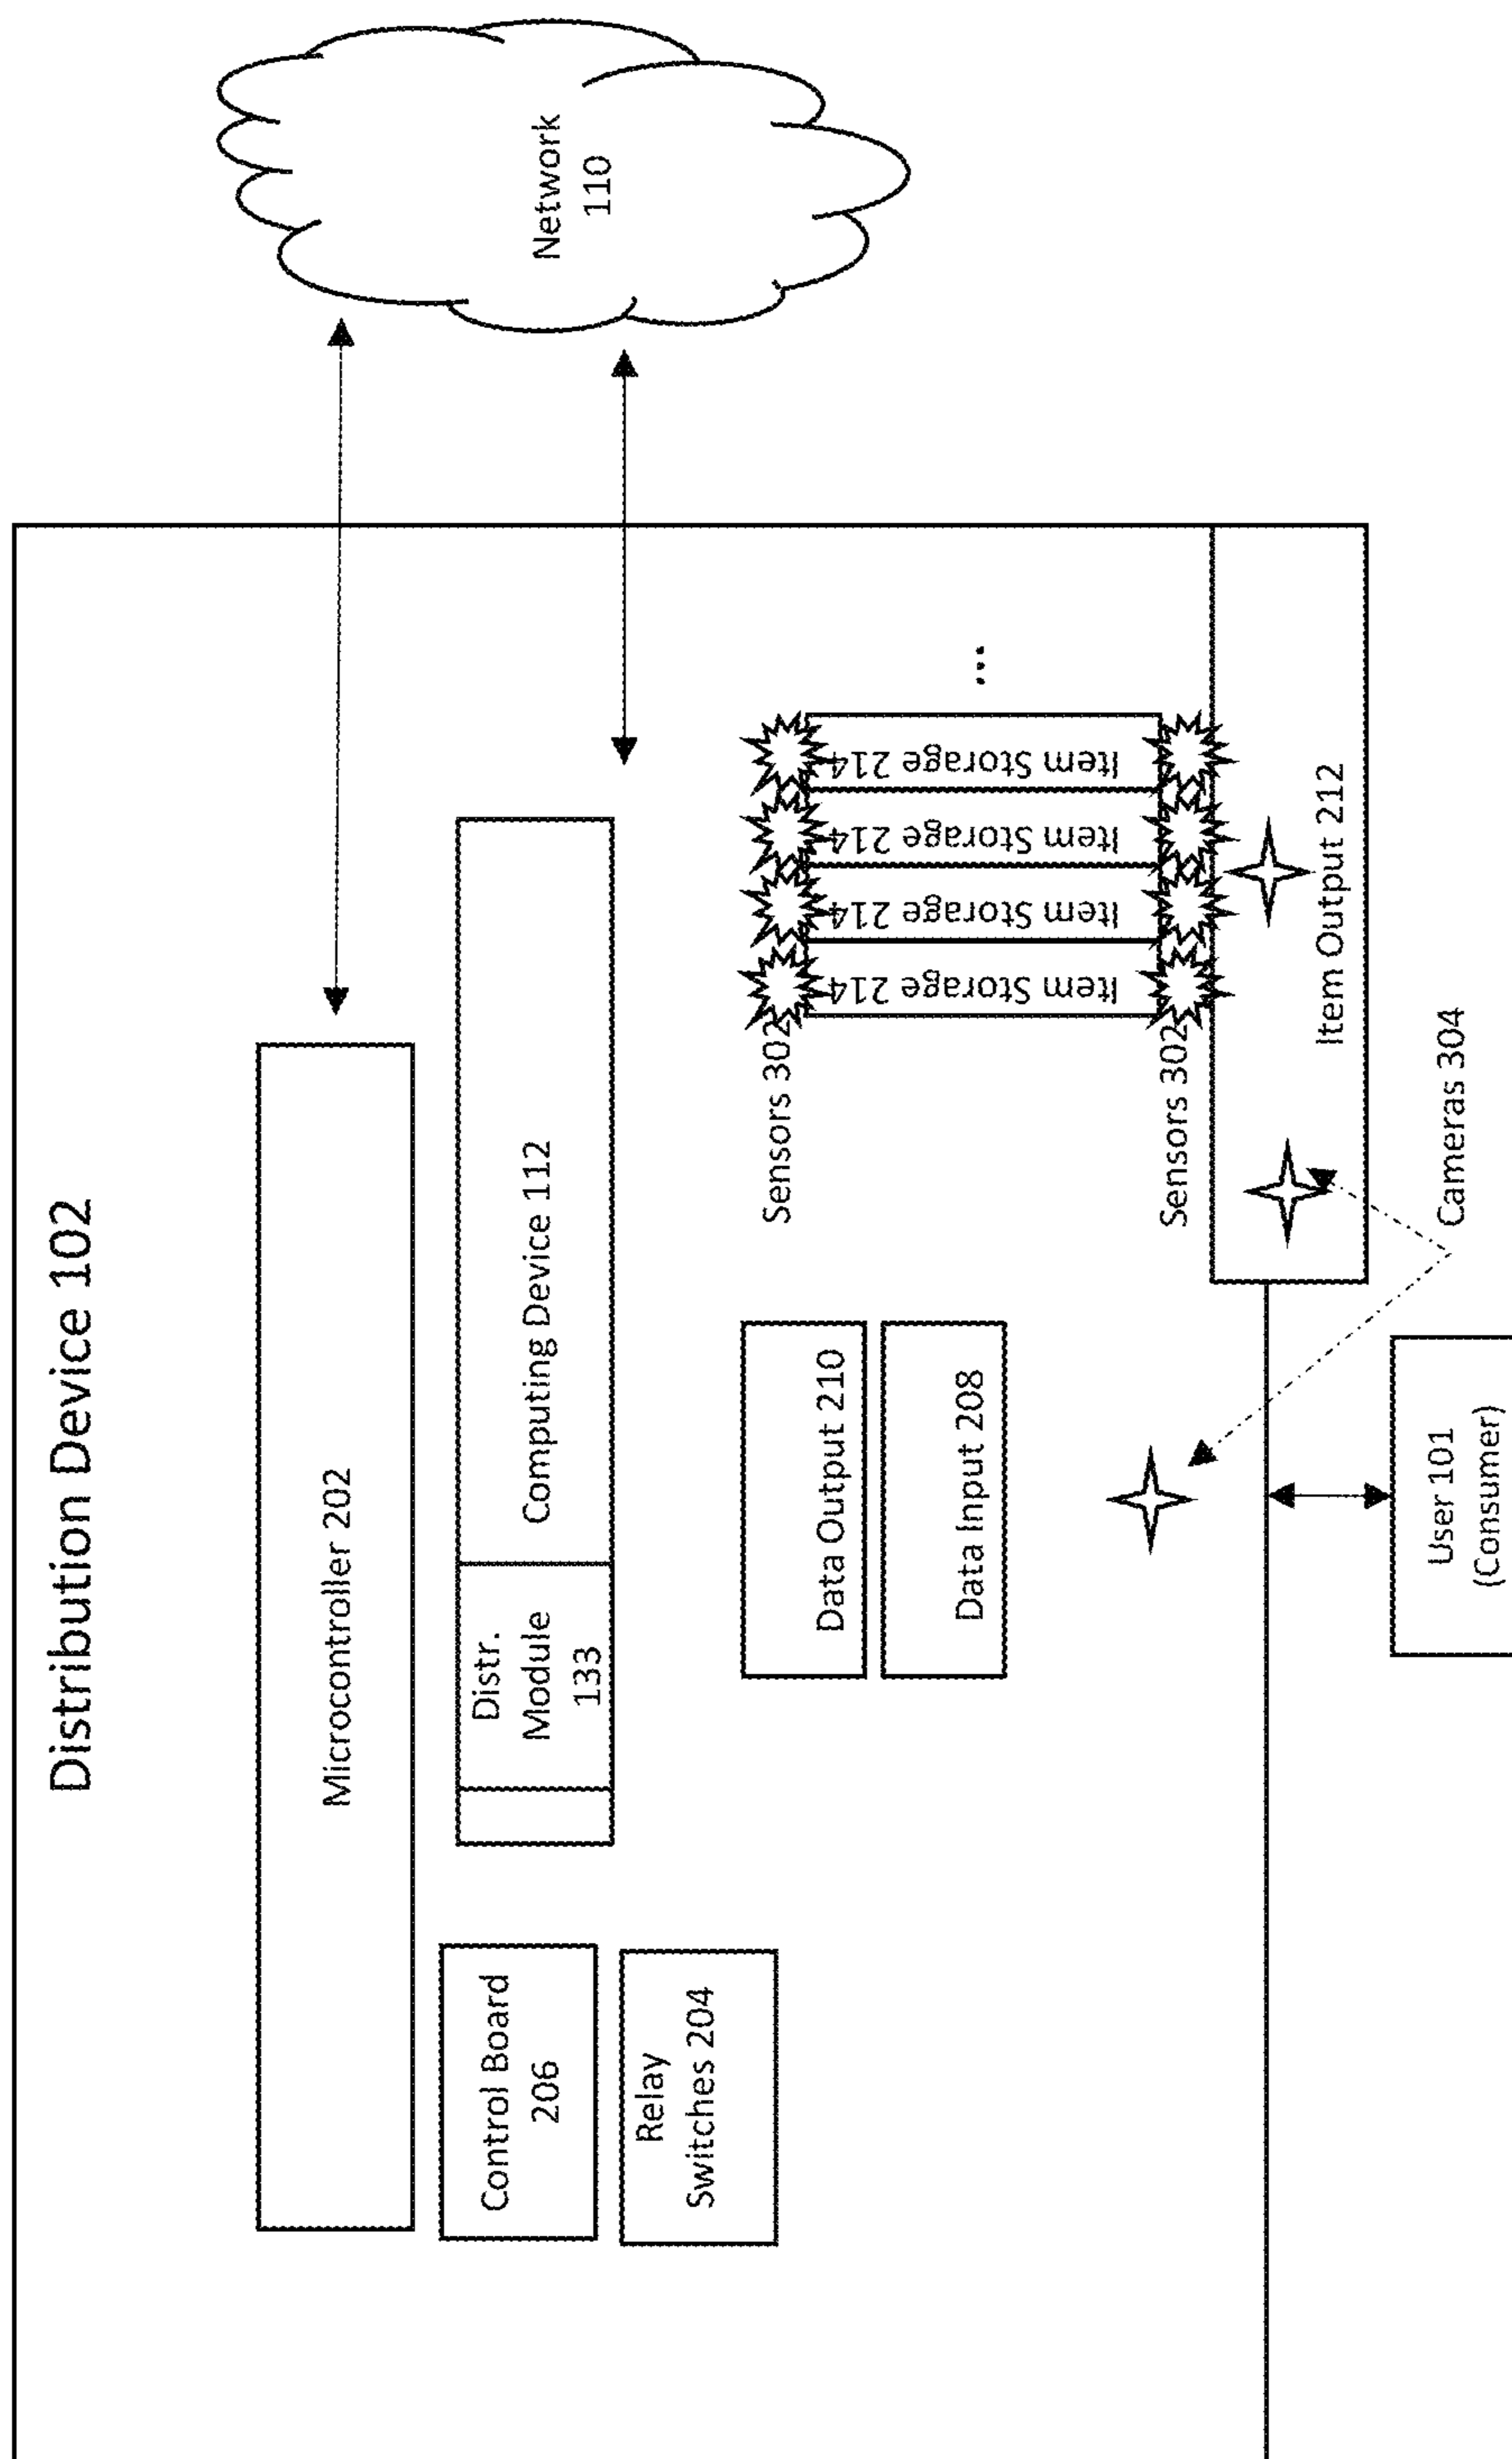 Distribution Device 102
Microcontroller 202
Control Board
206
Distr.
Module
133
Computing Device 112
Network
110
Relay
Switches 204
Data Output 210
Data Input 208
Sensors 302
Item Storage 214
Item Storage 214
Item Storage 214
Item Storage 214
...
Sensors 302
Item Output 212
Cameras 304
User 101
(Consumer)